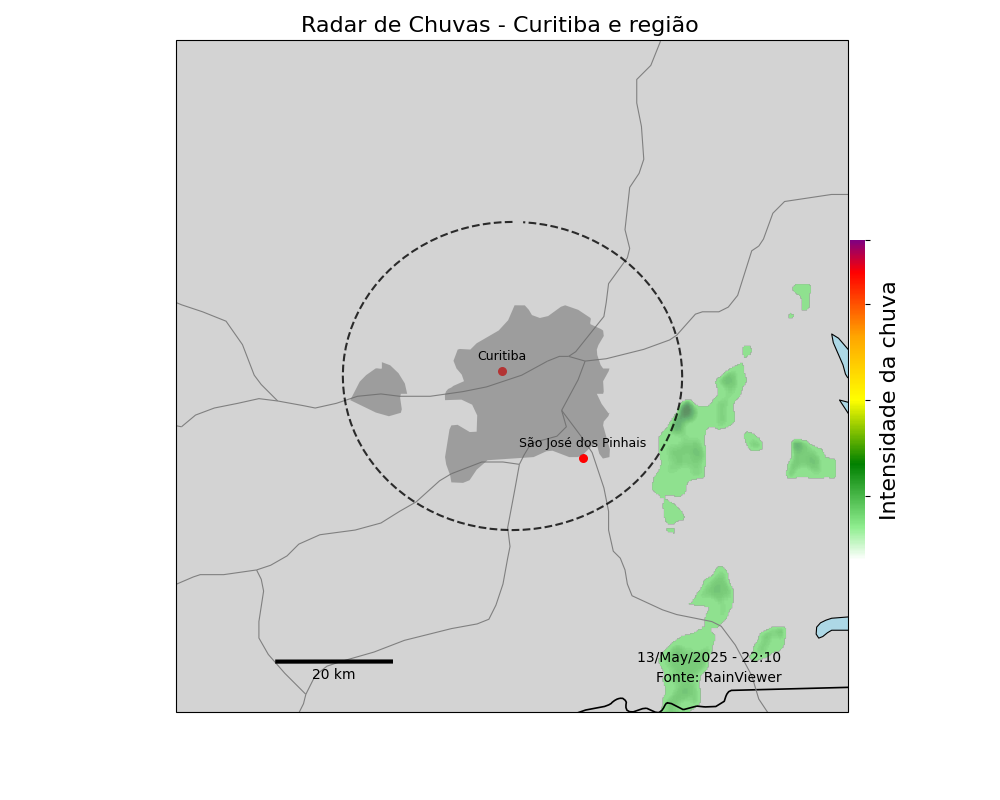 Radar de Chuvas - Curitiba e região
Curitiba
São José dos Pinhais
Intensidade da chuva
13/May/2025 - 22:10
Fonte: RainViewer
20 km